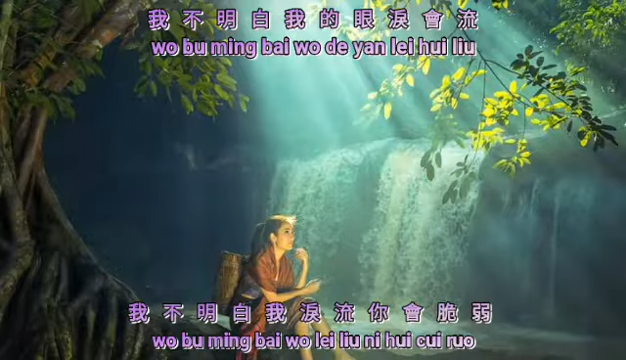 我不明白我的眼淚會流
wo bu ming bai wo de yan lei hui liu
我不明白我淚流你會脆弱
wo bu ming bai wo lei liu ni hui cui ruo